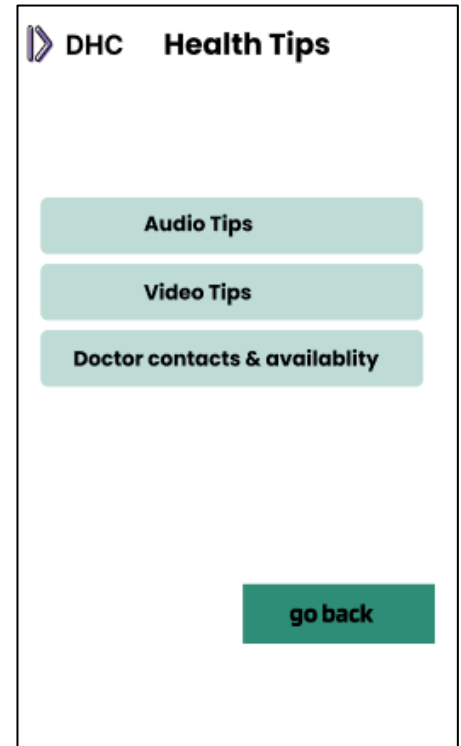 DHC Health Tips
Audio Tips
Video Tips
Doctor contacts & availablity
go back